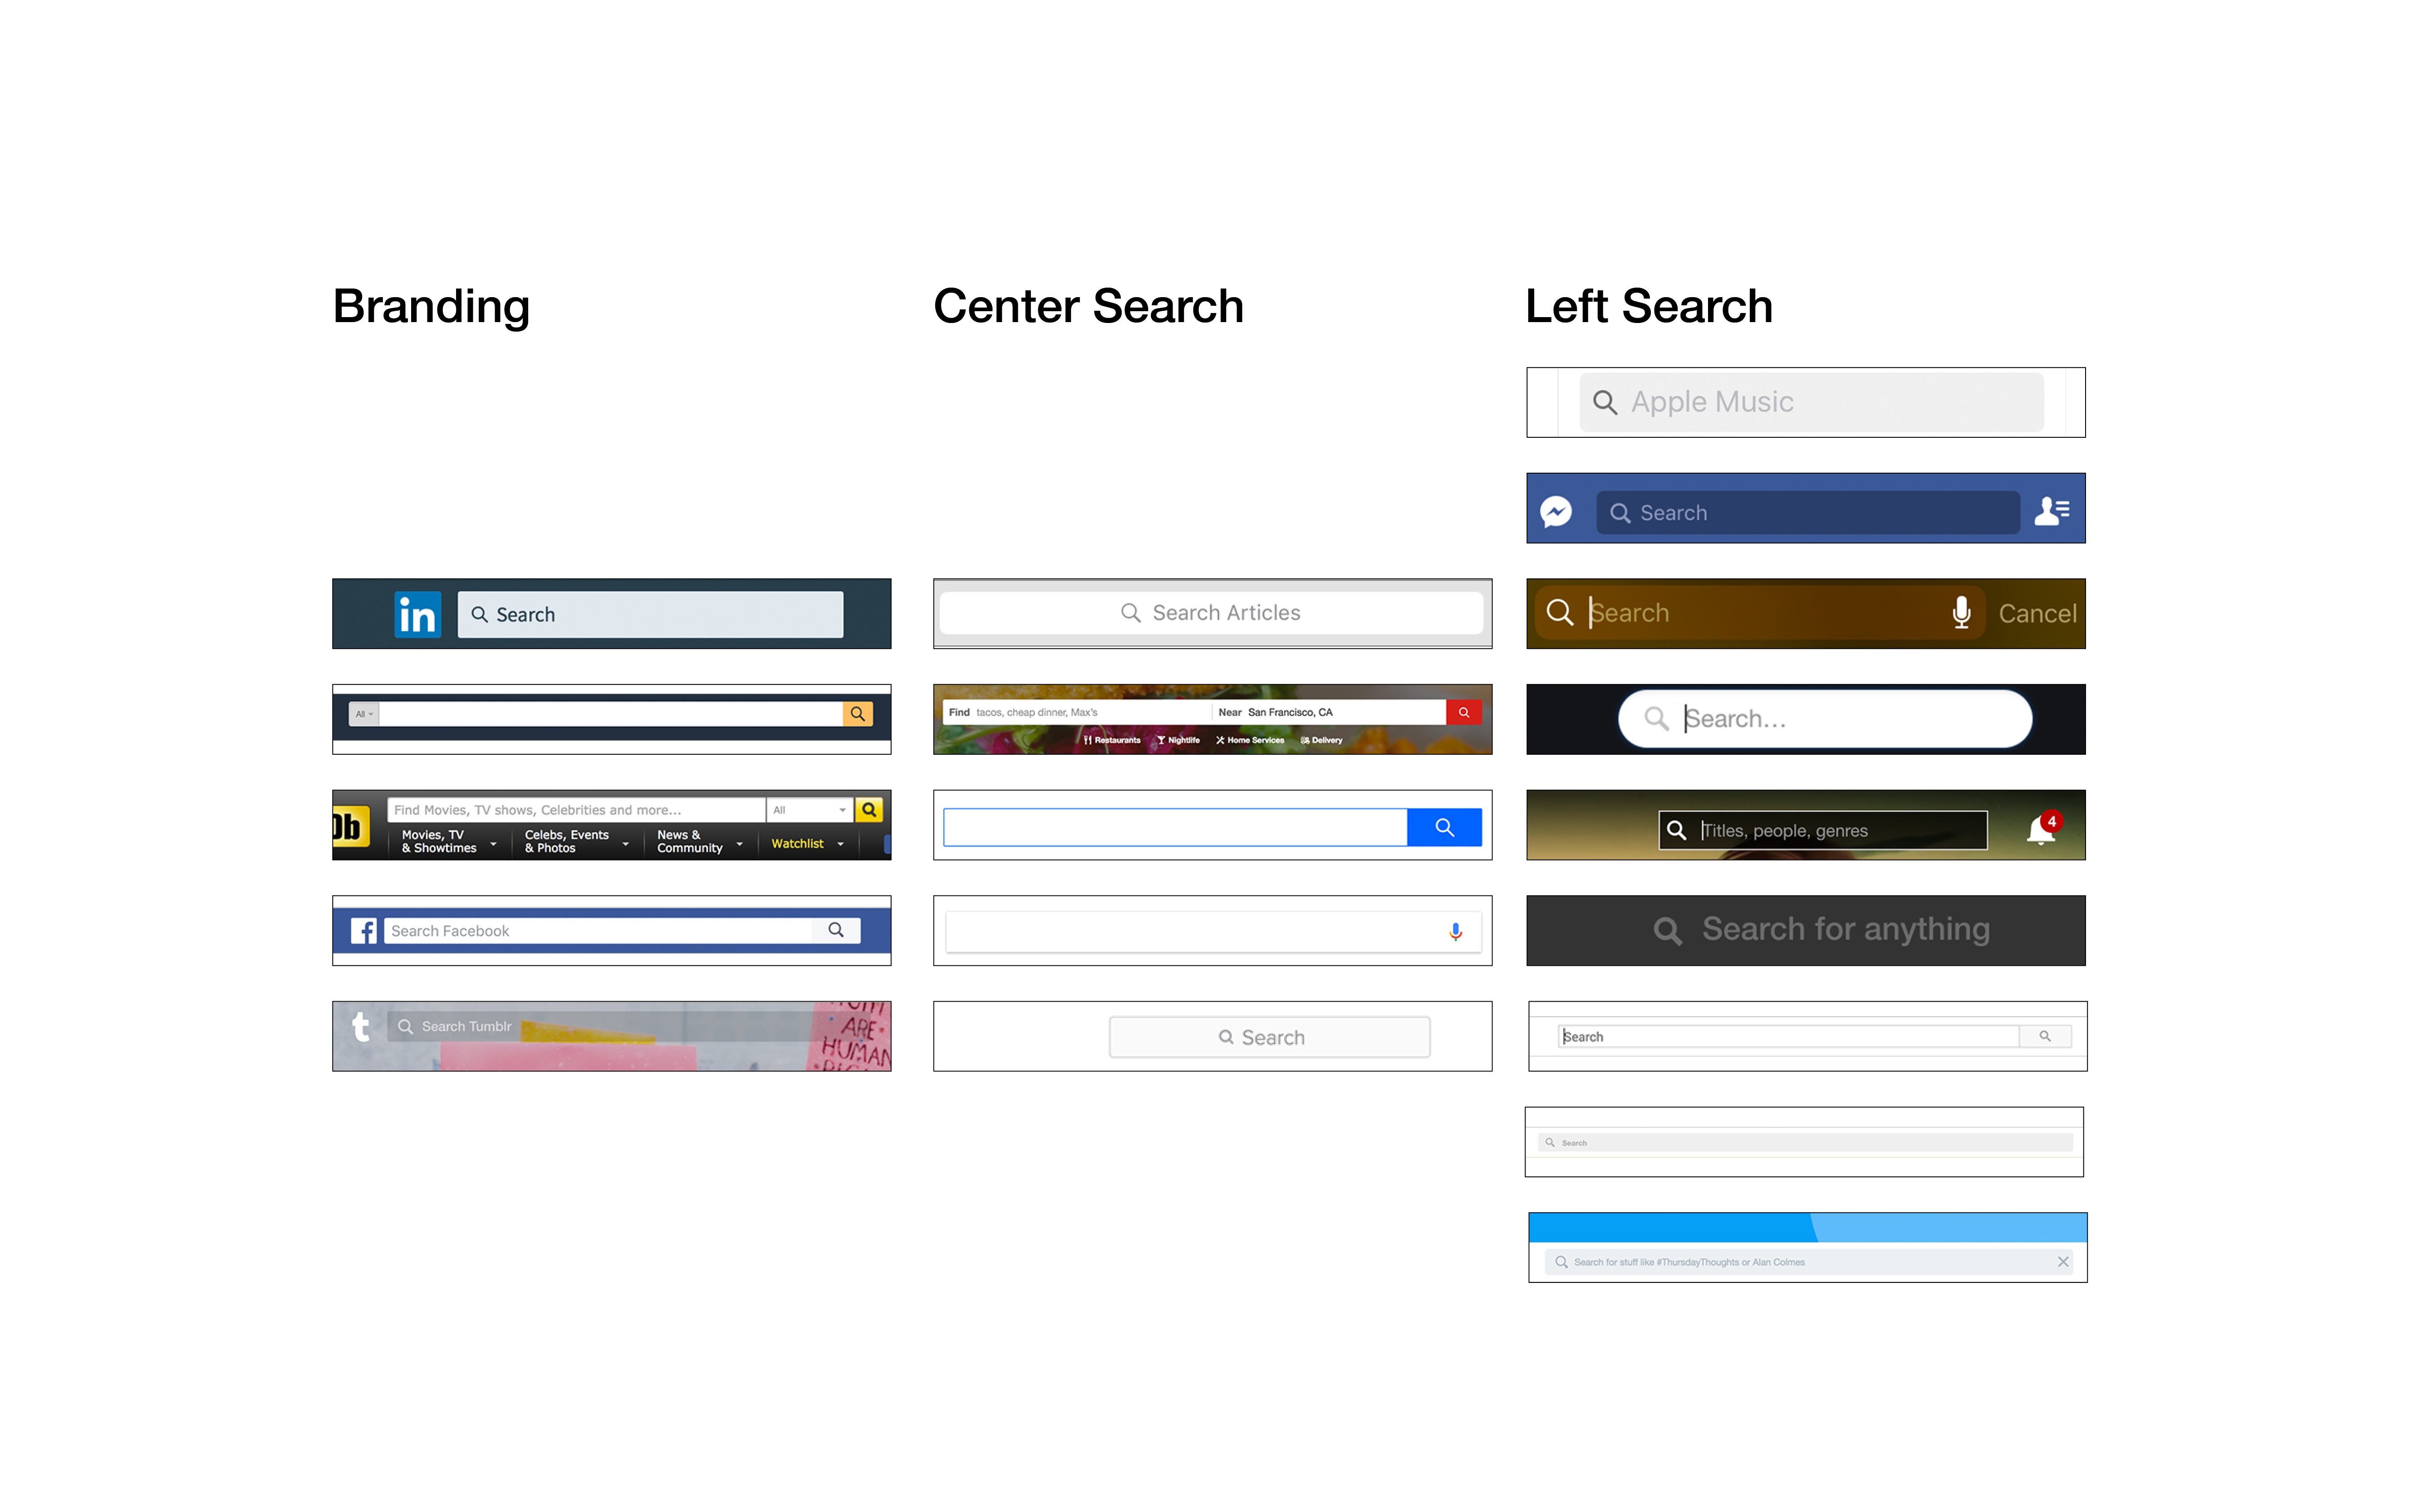 Branding
in
Search
All
Db
Find Movies, TV shows, Celebrities and more...
All
Movies, TV
& Showtimes
Celebs, Events
& Photos
News &
Community
Watchlist
f
Search Facebook
t
Search Tumblr
ARE
HUMAN
Center Search
Search Articles
Find tacos, cheap dinner, Max's
Near San Francisco, CA
Restaurants
Nightlife
Home Services
Delivery
Search
Left Search
Apple Music
Search
Search
Cancel
Search...
Titles, people, genres
4
Search for anything
Search
Search
Search for stuff like #ThursdayThoughts or Alan Colmes